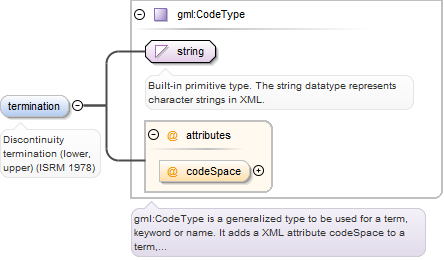 gml:CodeType
string
Built-in primitive type. The string datatype represents
character strings in XML.
termination
Discontinuity
termination (lower,
upper) (ISRM 1978)
@ attributes
@ codeSpace
gml:CodeType is a generalized type to be used for a term,
keyword or name. It adds a XML attribute codeSpace to a
term,...